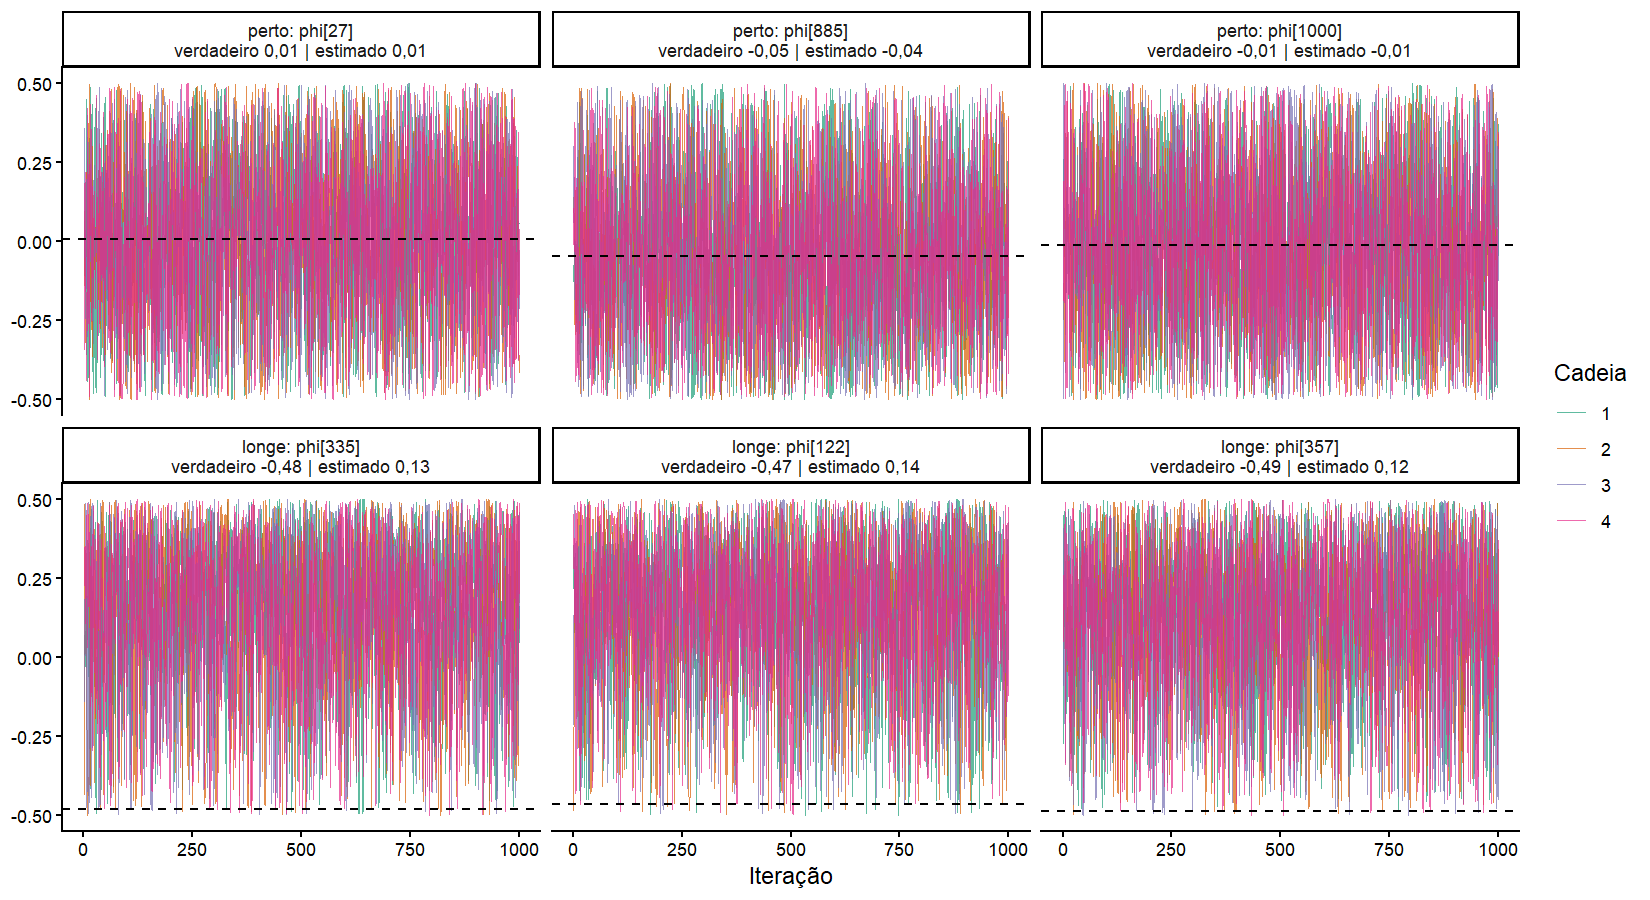 perto: phi[27]
verdadeiro 0,01 | estimado 0,01
perto: phi[885]
verdadeiro -0,05 | estimado -0,04
perto: phi[1000]
verdadeiro -0,01 | estimado -0,01
0.50
0.25
0.00
-0.25
-0.50
longe: phi[335]
verdadeiro -0,48 | estimado 0,13
longe: phi[122]
verdadeiro -0,47 | estimado 0,14
longe: phi[357]
verdadeiro -0,49 | estimado 0,12
0.50
0.25
0.00
-0.25
-0.50
0 250 500 750 1000
0 250 500 750 1000
0 250 500 750 1000
Iteração
Cadeia
1
2
3
4